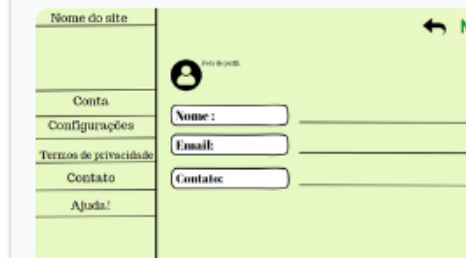 Nome do site
Conta
Configurações
Termos de privacidade
Contato
Ajuda!
Foto de perfil
Nome :
Email:
Contato: